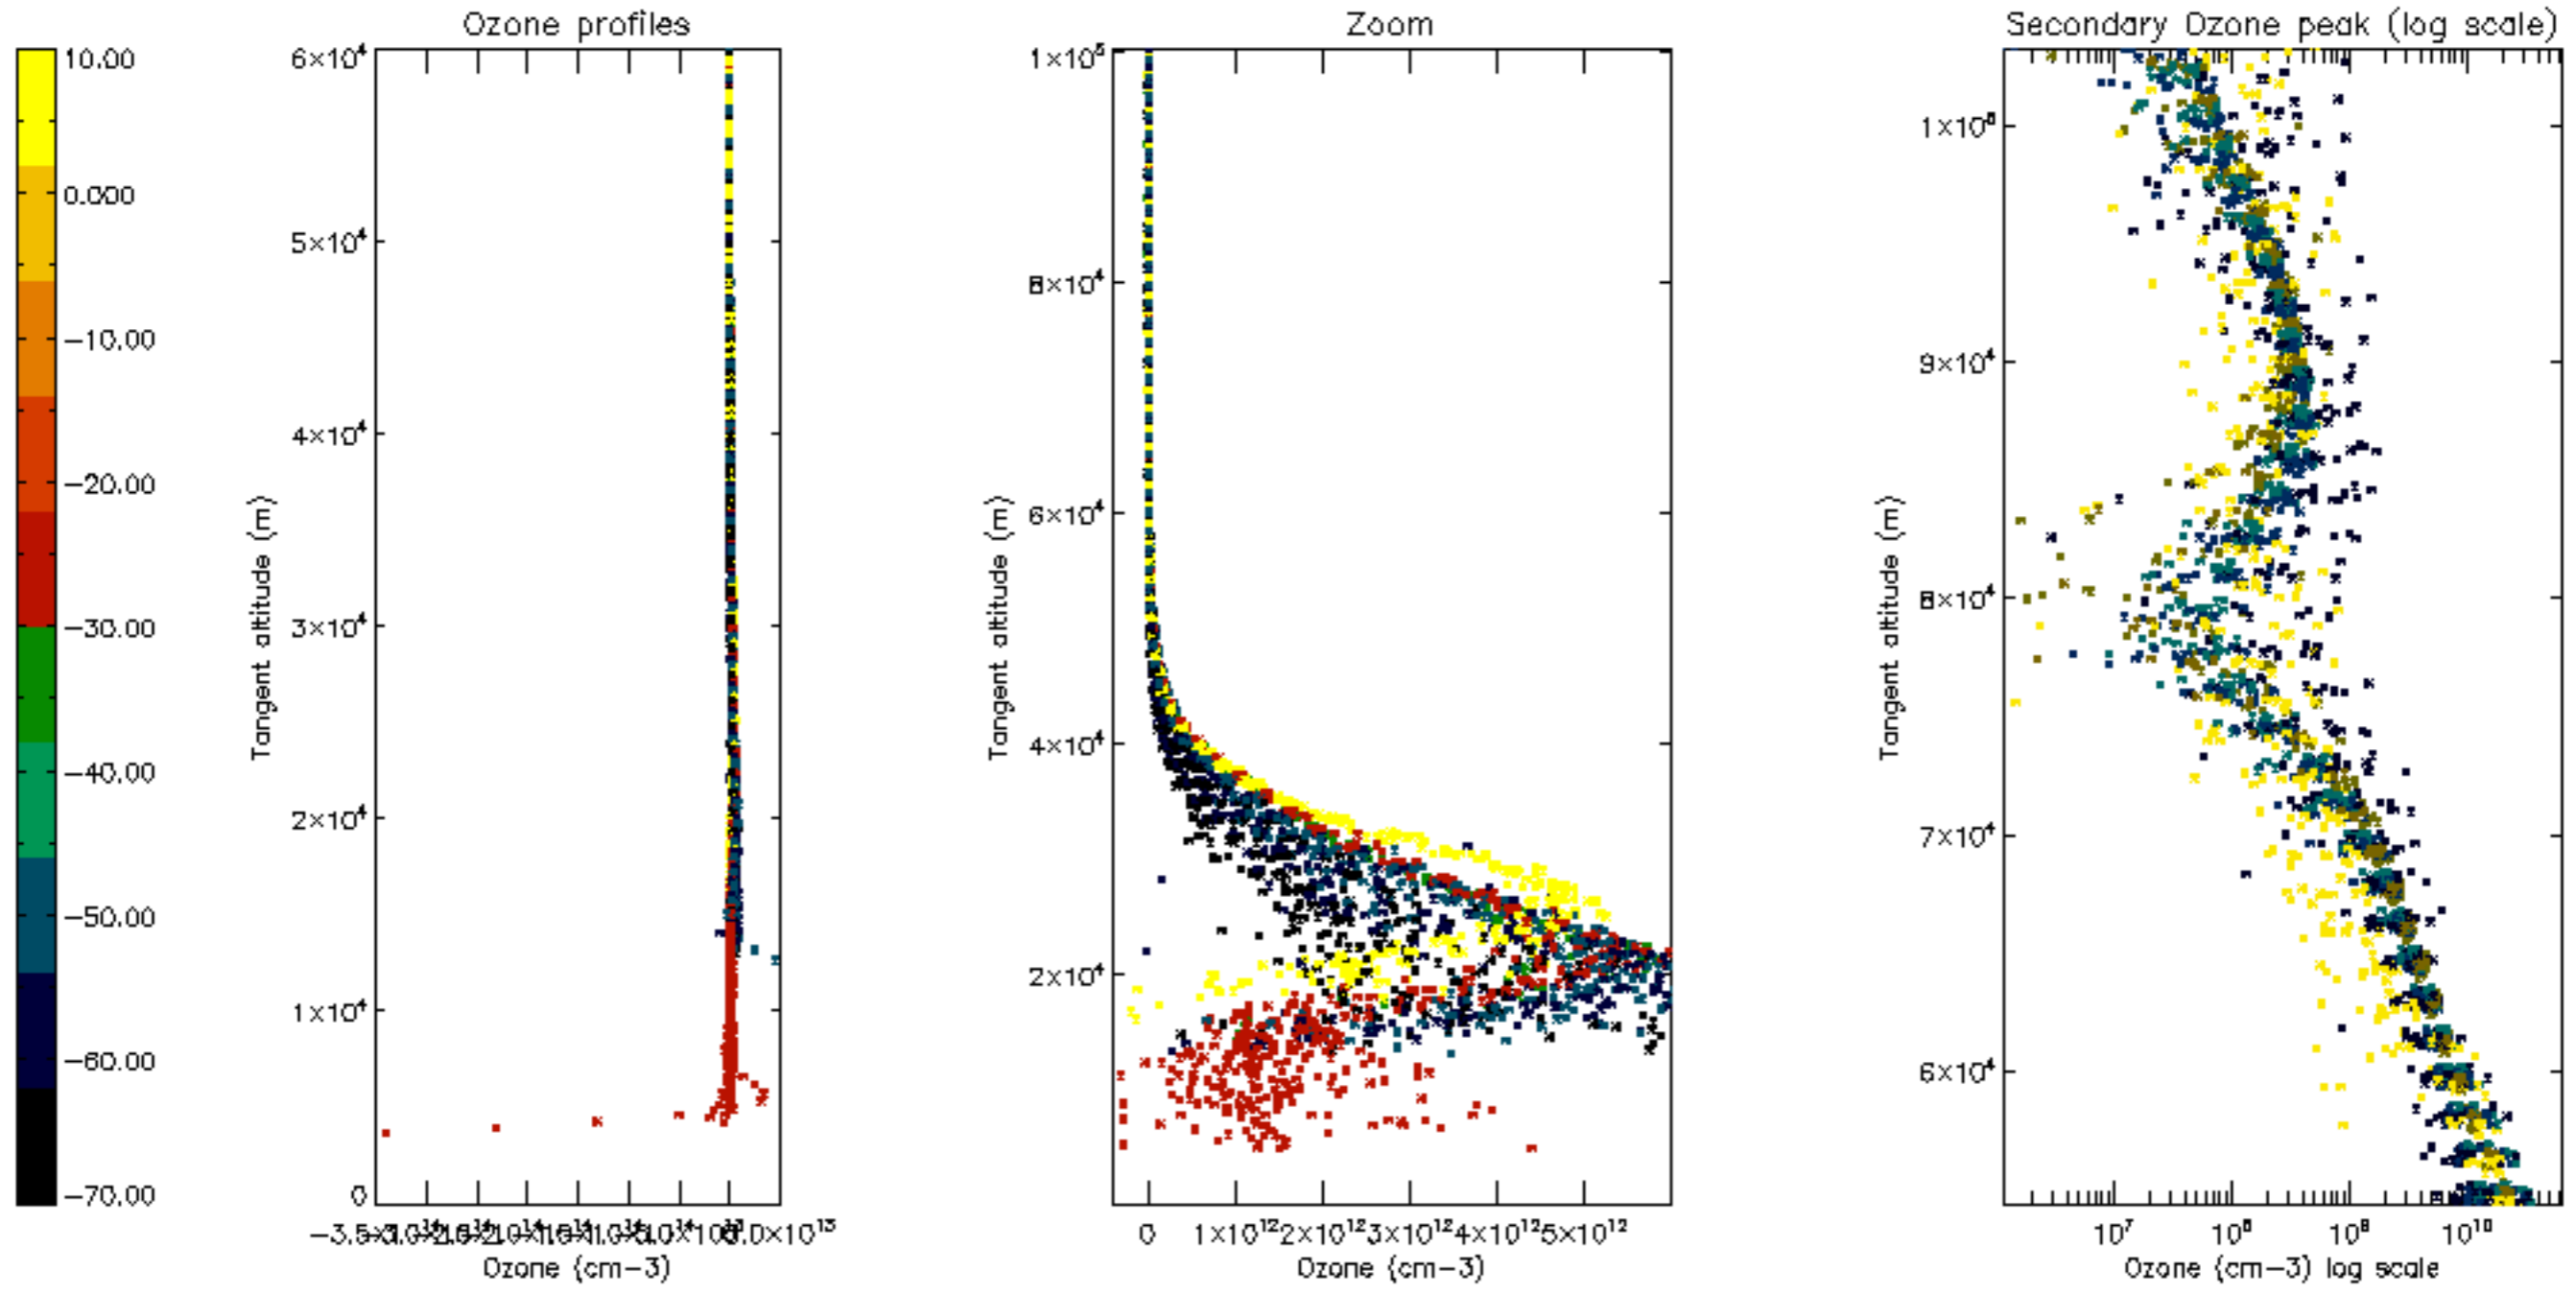 Ozone profiles
Zoom
Secondary Ozone peak (log scale)
10.00
0.00
−10.00
−20.00
−30.00
−40.00
−50.00
−60.00
−70.00
Tangent altitude (m)
6×10⁴
5×10⁴
4×10⁴
3×10⁴
2×10⁴
1×10⁴
0
Ozone (cm−3)
Tangent altitude (m)
1×10⁵
8×10⁴
6×10⁴
4×10⁴
2×10⁴
0 1×10¹² 2×10¹² 3×10¹² 4×10¹² 5×10¹²
Ozone (cm−3)
Tangent altitude (m)
1×10⁵
9×10⁴
8×10⁴
7×10⁴
6×10⁴
10⁷ 10⁸ 10⁹ 10¹⁰
Ozone (cm−3) log scale